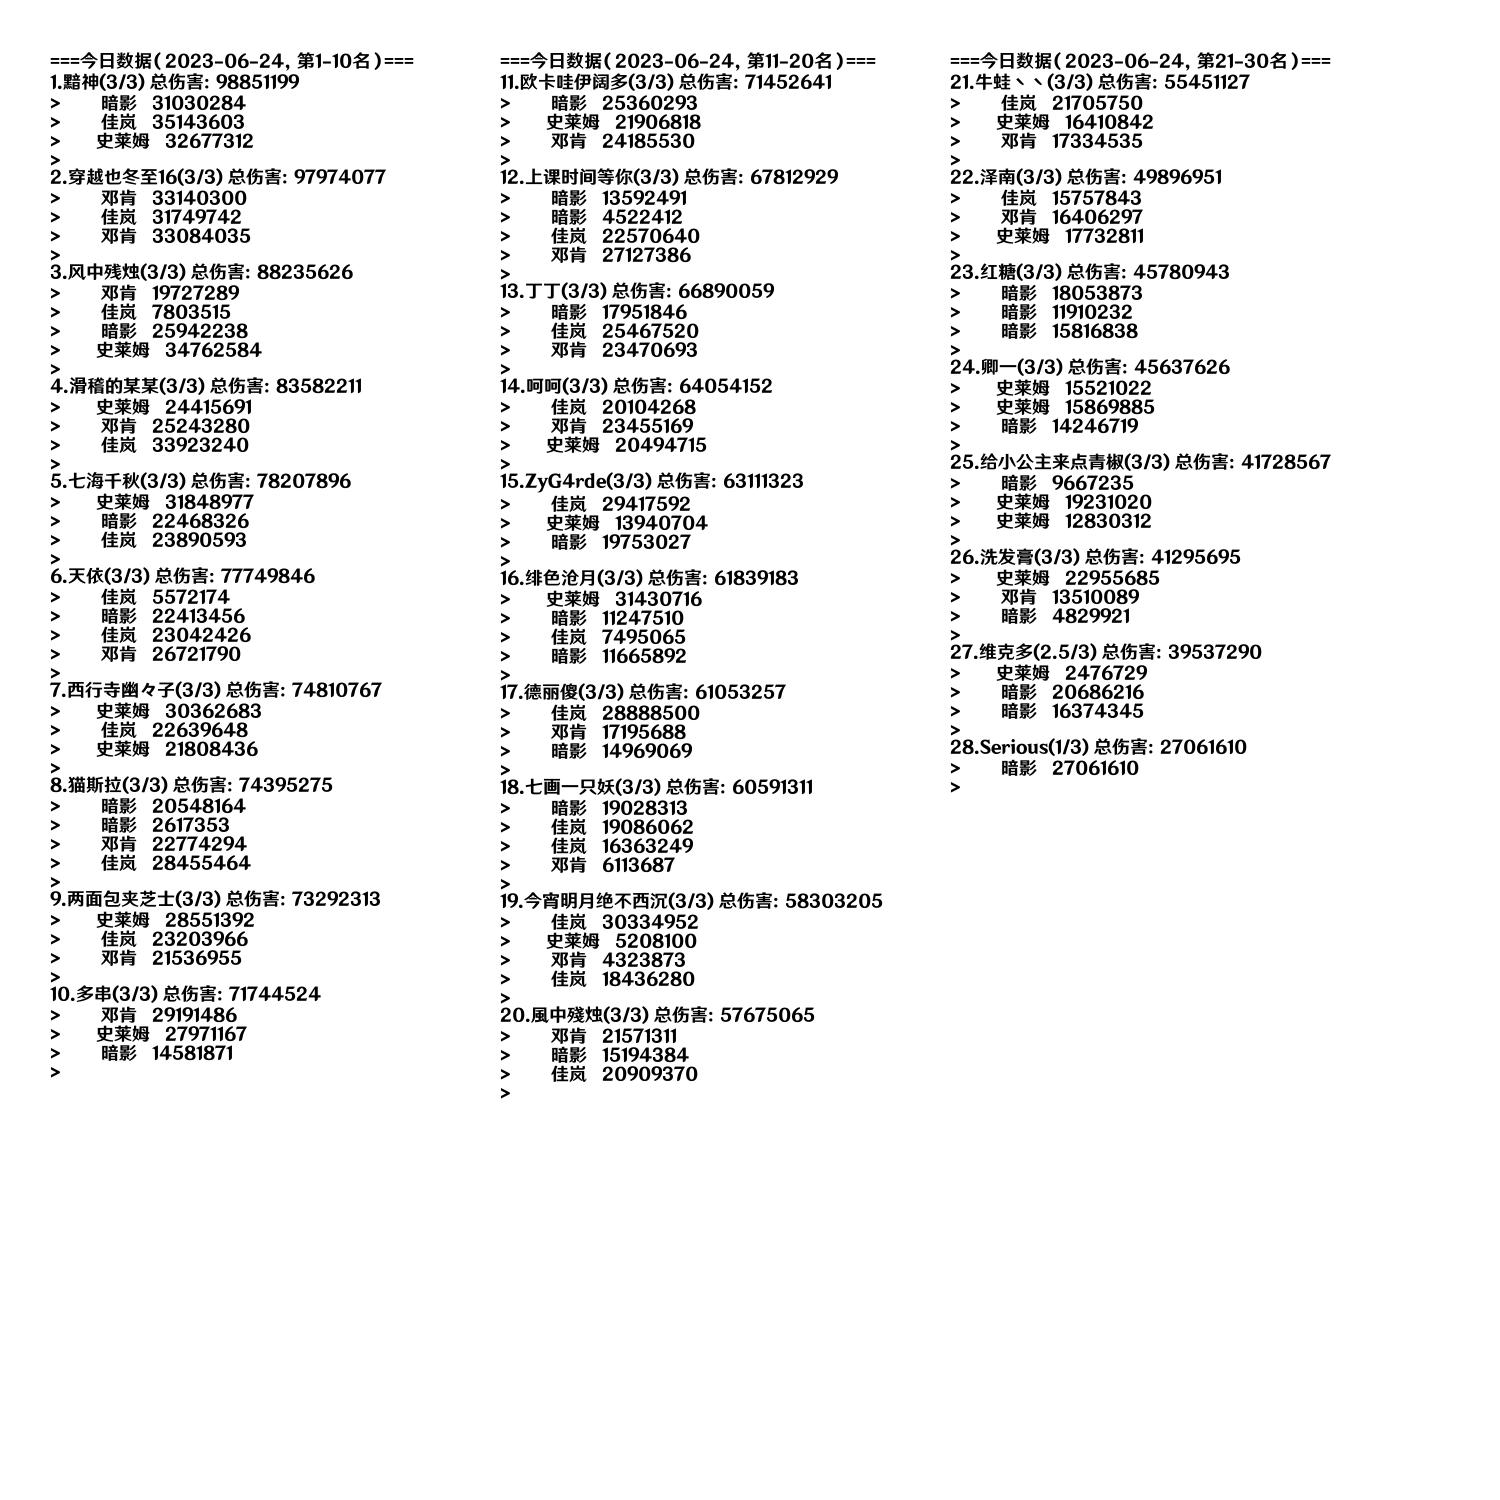 ===今日数据(2023-06-24, 第1-10名)===
1.黯神(3/3) 总伤害: 98851199
> 暗影 31030284
> 佳岚 35143603
> 史莱姆 32677312
>
2.穿越也冬至16(3/3) 总伤害: 97974077
> 邓肯 33140300
> 佳岚 31749742
> 邓肯 33084035
>
3.风中残烛(3/3) 总伤害: 88235626
> 邓肯 19727289
> 佳岚 7803515
> 暗影 25942238
> 史莱姆 34762584
>
4.滑稽的某某(3/3) 总伤害: 83582211
> 史莱姆 24415691
> 邓肯 25243280
> 佳岚 33923240
>
5.七海千秋(3/3) 总伤害: 78207896
> 史莱姆 31848977
> 暗影 22468326
> 佳岚 23890593
>
6.天依(3/3) 总伤害: 77749846
> 佳岚 5572174
> 暗影 22413456
> 佳岚 23042426
> 邓肯 26721790
>
7.西行寺幽々子(3/3) 总伤害: 74810767
> 史莱姆 30362683
> 佳岚 22639648
> 史莱姆 21808436
>
8.猫斯拉(3/3) 总伤害: 74395275
> 暗影 20548164
> 暗影 2617353
> 邓肯 22774294
> 佳岚 28455464
>
9.两面包夹芝士(3/3) 总伤害: 73292313
> 史莱姆 28551392
> 佳岚 23203966
> 邓肯 21536955
>
10.多串(3/3) 总伤害: 71744524
> 邓肯 29191486
> 史莱姆 27971167
> 暗影 14581871
>
===今日数据(2023-06-24, 第11-20名)===
11.欧卡哇伊阔多(3/3) 总伤害: 71452641
> 暗影 25360293
> 史莱姆 21906818
> 邓肯 24185530
>
12.上课时间等你(3/3) 总伤害: 67812929
> 暗影 13592491
> 暗影 4522412
> 佳岚 22570640
> 邓肯 27127386
>
13.丁丁(3/3) 总伤害: 66890059
> 暗影 17951846
> 佳岚 25467520
> 邓肯 23470693
>
14.呵呵(3/3) 总伤害: 64054152
> 佳岚 20104268
> 邓肯 23455169
> 史莱姆 20494715
>
15.ZyG4rde(3/3) 总伤害: 63111323
> 佳岚 29417592
> 史莱姆 13940704
> 暗影 19753027
>
16.绯色沧月(3/3) 总伤害: 61839183
> 史莱姆 31430716
> 暗影 11247510
> 佳岚 7495065
> 暗影 11665892
>
17.德丽傻(3/3) 总伤害: 61053257
> 佳岚 28888500
> 邓肯 17195688
> 暗影 14969069
>
18.七画一只妖(3/3) 总伤害: 60591311
> 暗影 19028313
> 佳岚 19086062
> 佳岚 16363249
> 邓肯 6113687
>
19.今宵明月绝不西沉(3/3) 总伤害: 58303205
> 佳岚 30334952
> 史莱姆 5208100
> 邓肯 4323873
> 佳岚 18436280
>
20.風中殘烛(3/3) 总伤害: 57675065
> 邓肯 21571311
> 暗影 15194384
> 佳岚 20909370
>
===今日数据(2023-06-24, 第21-30名)===
21.牛蛙丶丶(3/3) 总伤害: 55451127
> 佳岚 21705750
> 史莱姆 16410842
> 邓肯 17334535
>
22.泽南(3/3) 总伤害: 49896951
> 佳岚 15757843
> 邓肯 16406297
> 史莱姆 17732811
>
23.红糖(3/3) 总伤害: 45780943
> 暗影 18053873
> 暗影 11910232
> 暗影 15816838
>
24.卿一(3/3) 总伤害: 45637626
> 史莱姆 15521022
> 史莱姆 15869885
> 暗影 14246719
>
25.给小公主来点青椒(3/3) 总伤害: 41728567
> 暗影 9667235
> 史莱姆 19231020
> 史莱姆 12830312
>
26.洗发膏(3/3) 总伤害: 41295695
> 史莱姆 22955685
> 邓肯 13510089
> 暗影 4829921
>
27.维克多(2.5/3) 总伤害: 39537290
> 史莱姆 2476729
> 暗影 20686216
> 暗影 16374345
>
28.Serious(1/3) 总伤害: 27061610
> 暗影 27061610
>